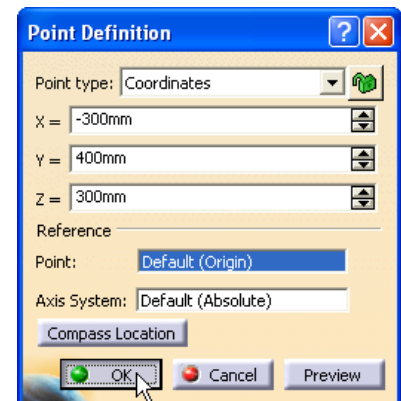 Point Definition
Point type: Coordinates
X = -300mm
Y = 400mm
Z = 300mm
Reference
Point: Default (Origin)
Axis System: Default (Absolute)
Compass Location
OK Cancel Preview